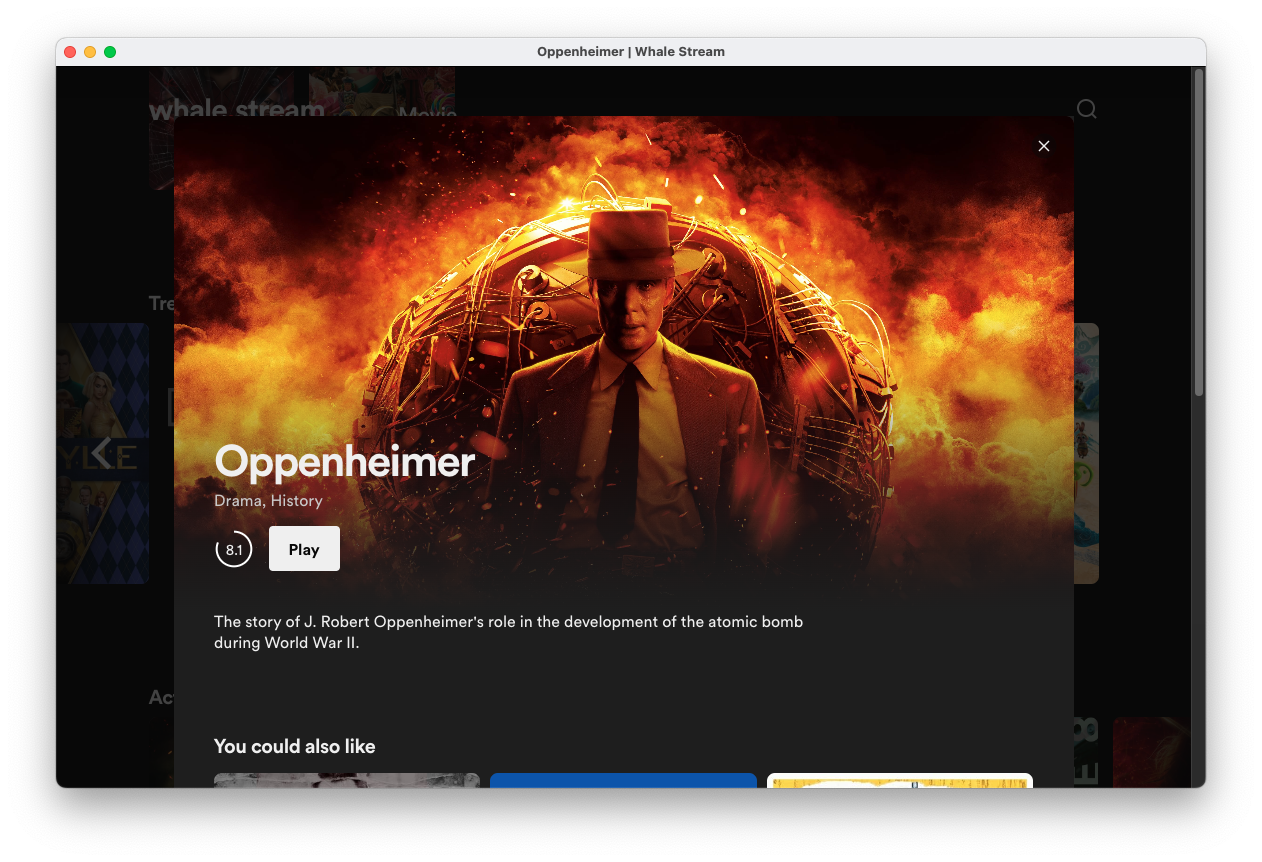 Oppenheimer | Whale Stream
whale stream
Movie
Tre
YLLE
Oppenheimer
Drama, History
8.1
Play
The story of J. Robert Oppenheimer's role in the development of the atomic bomb
during World War II.
Act
You could also like